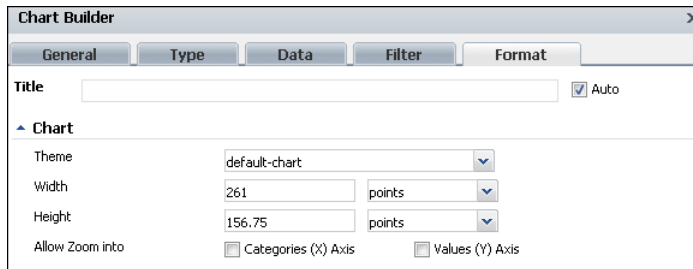 Chart Builder
General Type Data Filter Format
Title Auto
Chart
Theme default-chart
Width 261 points
Height 156.75 points
Allow Zoom into Categories (X) Axis Values (Y) Axis